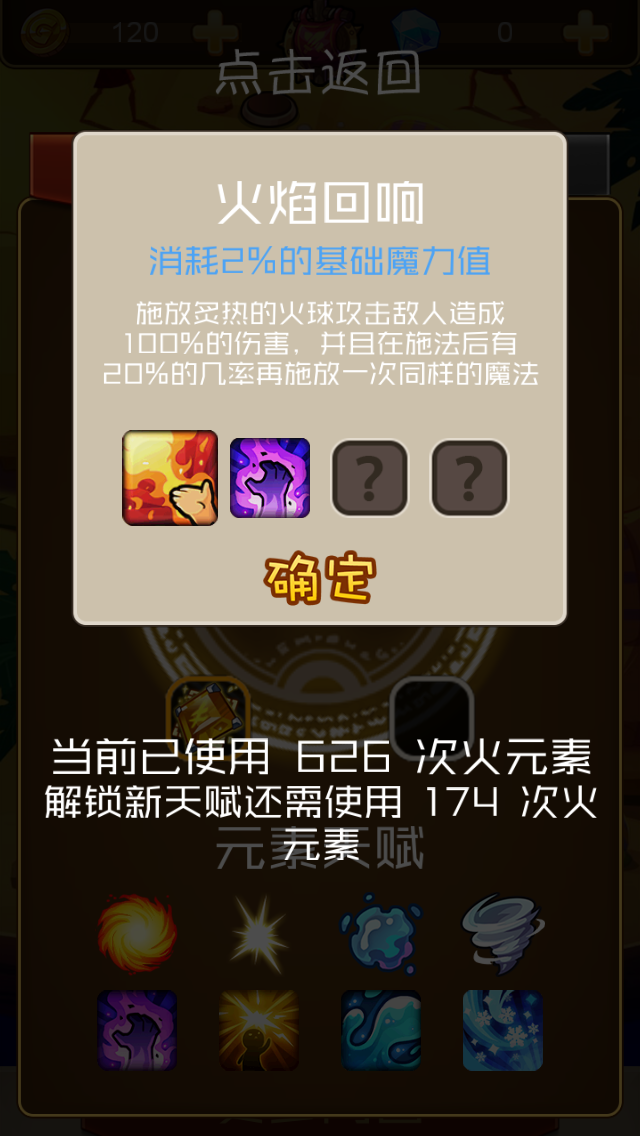 120
0
点击返回
火焰回响
消耗2%的基础魔力值
施放炙热的火球攻击敌人造成
100%的伤害，并且在施法后有
20%的几率再施放一次同样的魔法
? ?
确定
当前已使用 626 次火元素
解锁新天赋还需使用 174 次火
元素
元素天赋